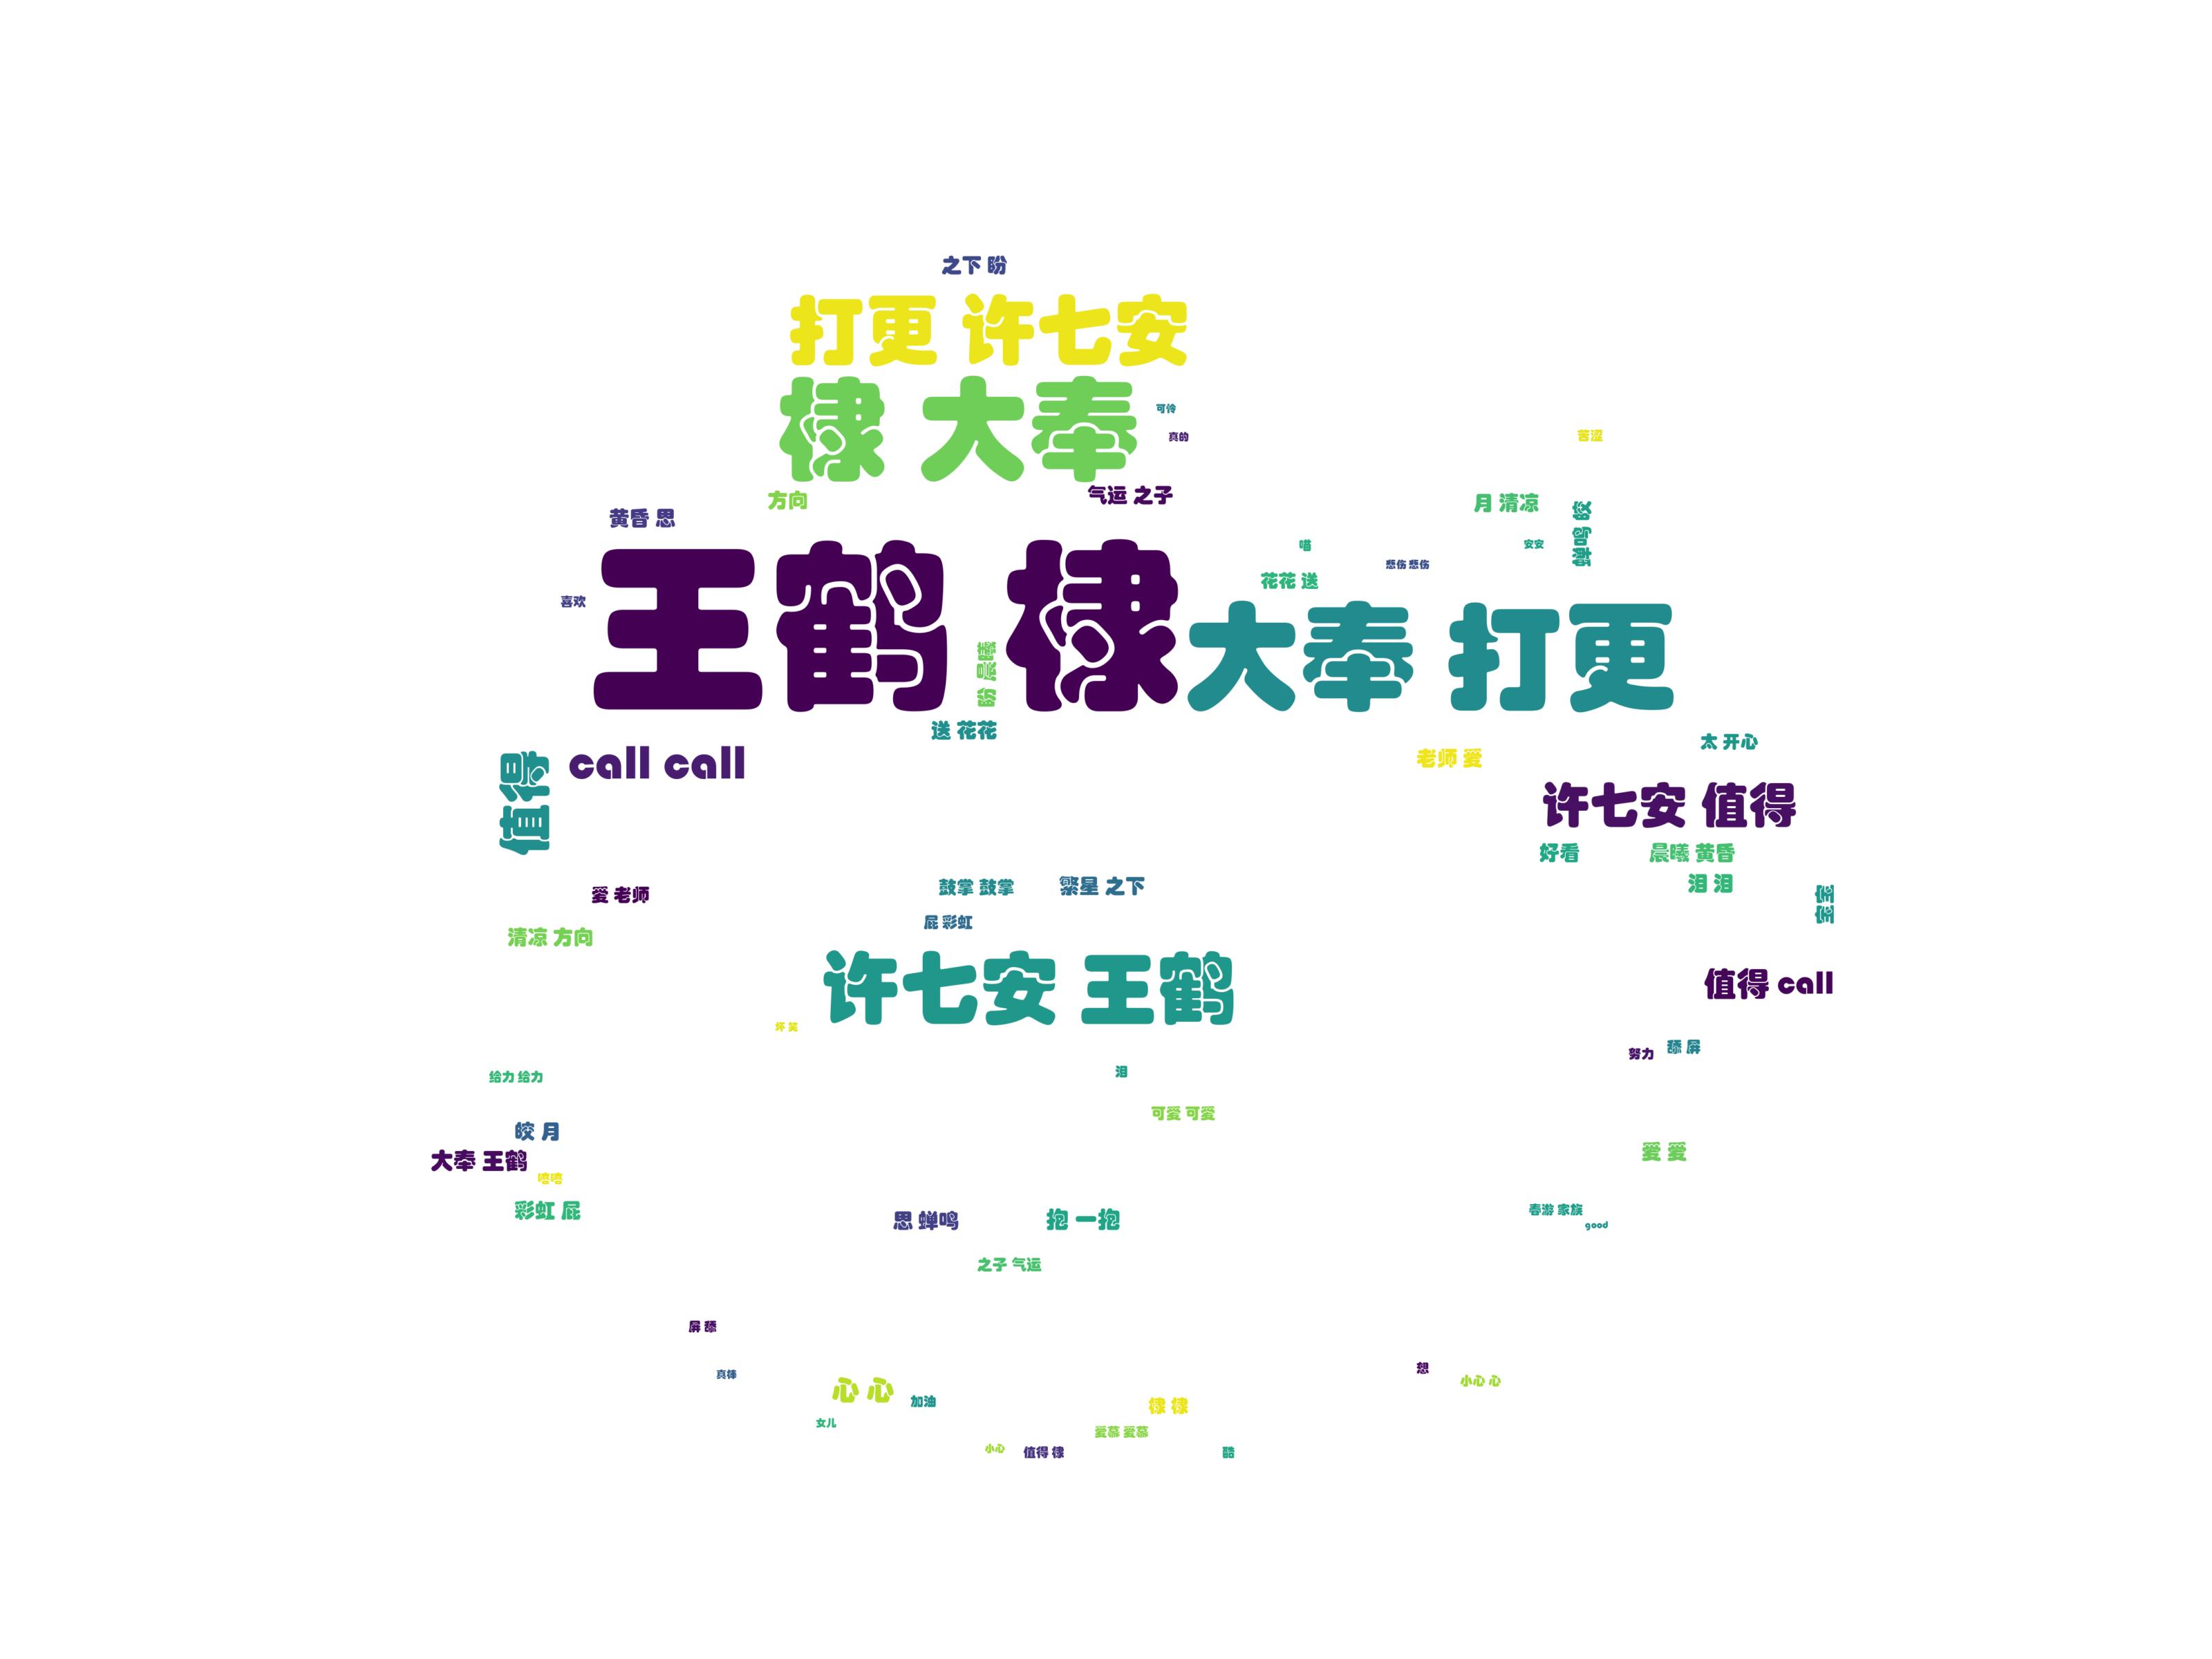 之下 盼
打更 许七安
棣 大奉
可怜
真的
苦涩
方向
气运 之子
月 清凉
蝉鸣 皎
黄昏 思
喵
安安
悲伤 悲伤
花花 送
喜欢
王鹤 棣
大奉 打更
盼 晨曦
送 花花
太 开心
老师 爱
call call
值得
许七安 值得
好看
晨曦 黄昏
泪 泪
鼓掌 鼓掌
繁星 之下
爱 老师
宝宝
屁 彩虹
清凉 方向
许七安 王鹤
值得 call
坏 笑
努力
舔 屏
泪
给力 给力
可爱 可爱
皎 月
爱 爱
大奉 王鹤
嘻嘻
彩虹 屁
春游 家族
good
思 蝉鸣
抱 一抱
之子 气运
屏 舔
想
真棒
小心 心
心 心
加油
棣 棣
女儿
爱慕 爱慕
小心
值得 棣
酷